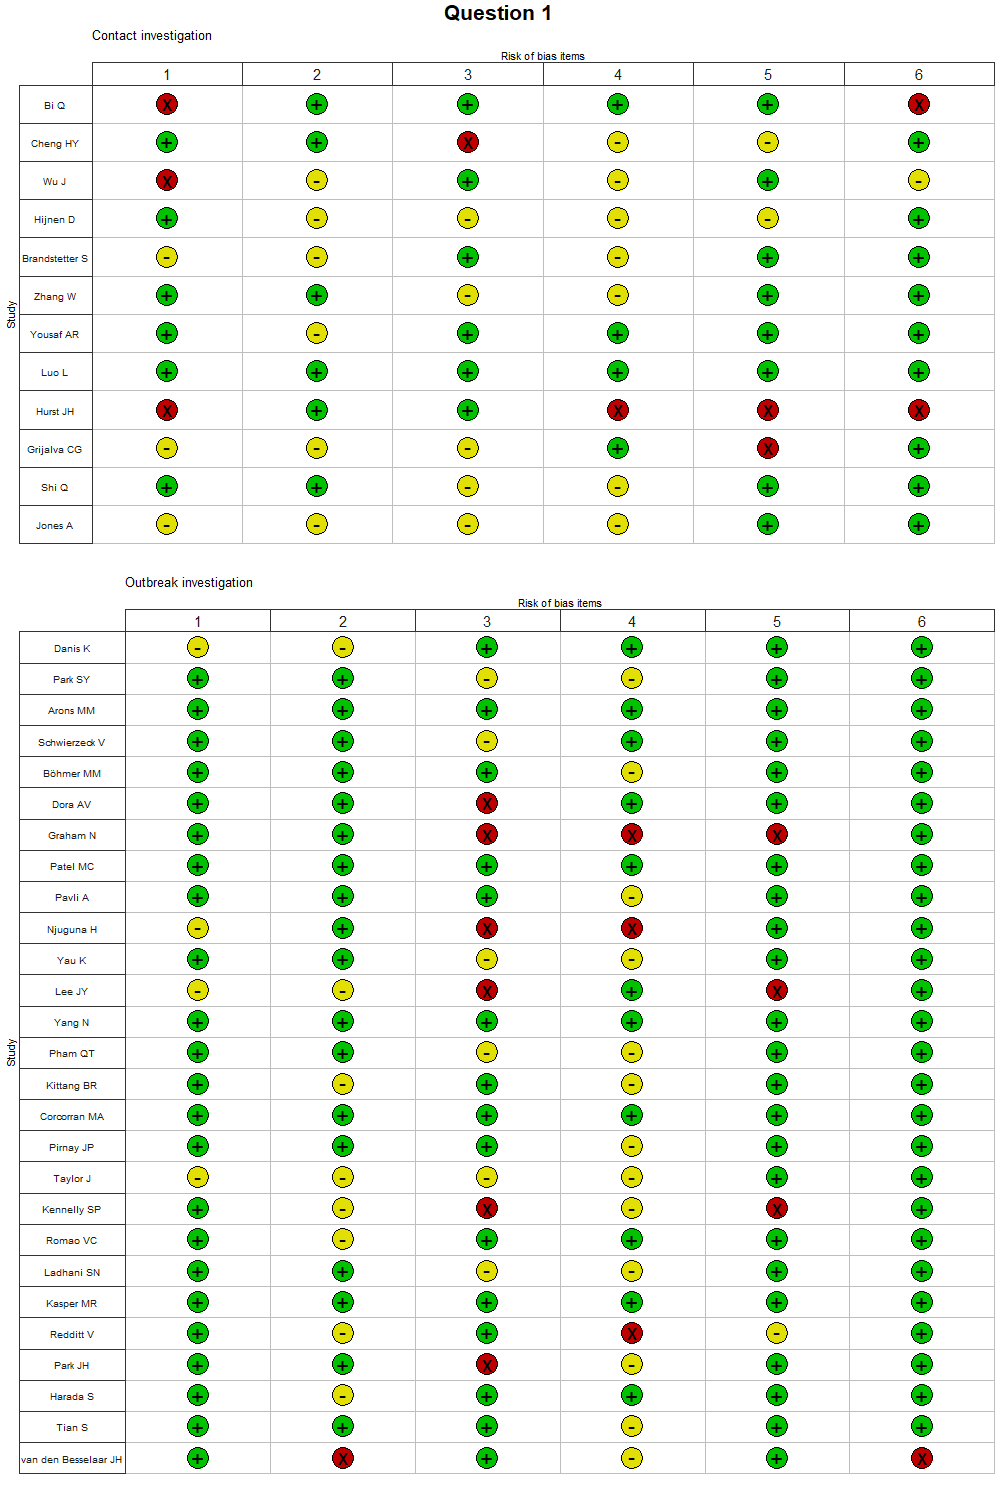 Question 1
Contact investigation
Risk of bias items
1 2 3 4 5 6
Study
Bi Q X + + + + X
Cheng HY + + X - - +
Wu J X - + - + -
Hijnen D + - - - - +
Brandstetter S - - + - + +
Zhang W + + - - + +
Yousaf AR + - + + + +
Luo L + + + + + +
Hurst JH X + + X X X
Grijalva CG - - - + X +
Shi Q + + - - + +
Jones A - - - - + +
Outbreak investigation
Risk of bias items
1 2 3 4 5 6
Study
Danis K - - + + + +
Park SY + + - - + +
Arons MM + + + + + +
Schwierzeck V + + - + + +
Böhmer MM + + + - + +
Dora AV + + X + + +
Graham N + + X X X +
Patel MC + + + + + +
Pavli A + + + - + +
Njuguna H - + X X + +
Yau K + + - - + +
Lee JY - - X + X +
Yang N + + + + + +
Pham QT + + - - + +
Kittang BR + - + - + +
Corcorran MA + + + + + +
Pirnay JP + + + - + +
Taylor J - - - - + +
Kennelly SP + - X - X +
Romao VC + - + + + +
Ladhani SN + + - - + +
Kasper MR + + + + + +
Redditt V + - + X - +
Park JH + + X - + +
Harada S + - + + + +
Tian S + + + - + +
van den Besselaar JH + X + - + X